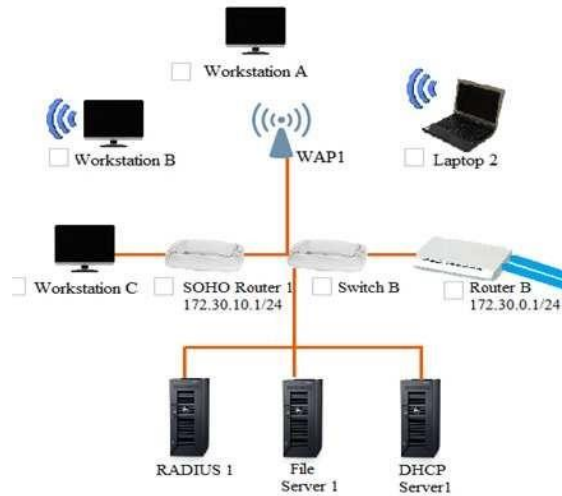 Workstation A
Workstation B
WAP1
Laptop 2
Workstation C
SOHO Router 1
172.30.10.1/24
Switch B
Router B
172.30.0.1/24
RADIUS 1
File
Server 1
DHCP
Server1